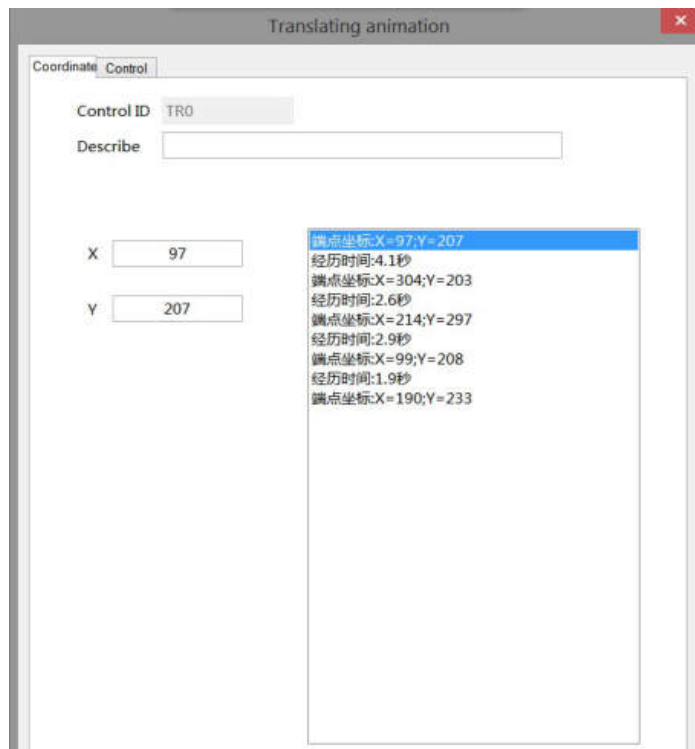 Translating animation
Coordinate Control
Control ID TR0
Describe
X 97
Y 207
端点坐标:X=97;Y=207
经历时间:4.1秒
端点坐标:X=304;Y=203
经历时间:2.6秒
端点坐标:X=214;Y=297
经历时间:2.9秒
端点坐标:X=99;Y=208
经历时间:1.9秒
端点坐标:X=190;Y=233